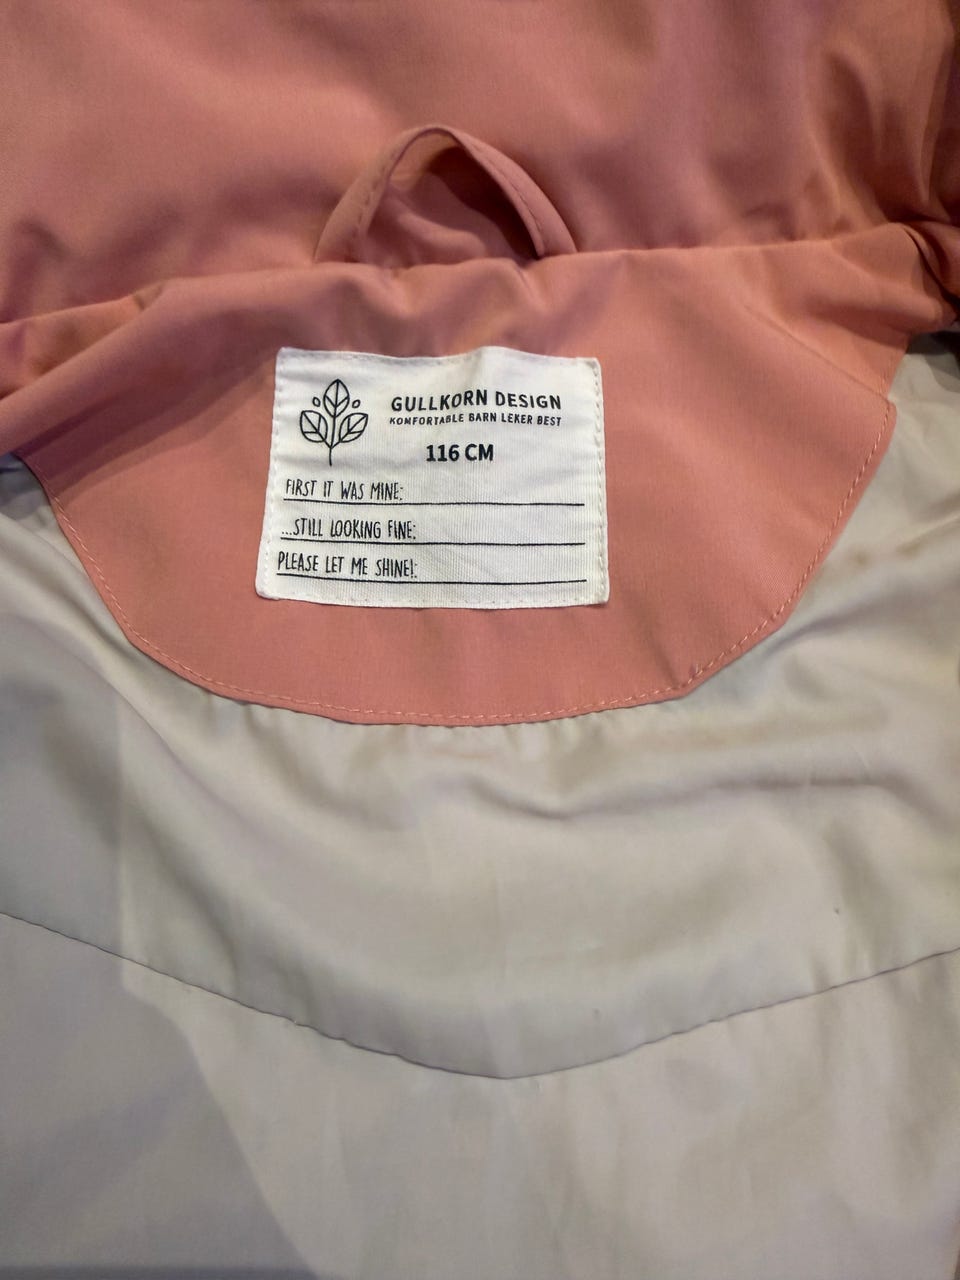 GULLKORN DESIGN
KOMFORTABLE BARN LEKER BEST
116 CM
FIRST IT WAS MINE:
...STILL LOOKING FINE:
PLEASE LET ME SHINE!: